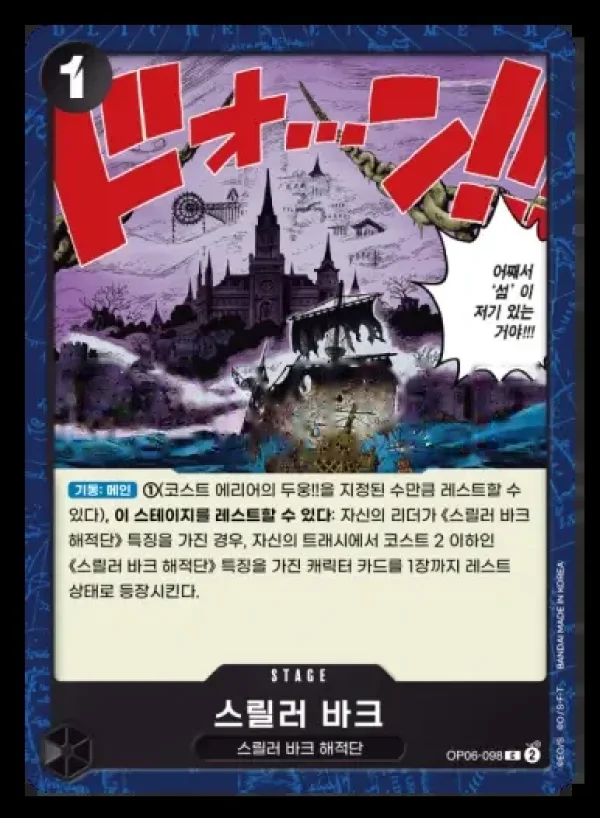 1
ドォ…ン!!
어째서
'섬' 이
저기 있는
거야!!!
기동: 메인 ①(코스트 에리어의 두웅!!을 지정된 수만큼 레스트할 수
있다), 이 스테이지를 레스트할 수 있다: 자신의 리더가 《스릴러 바크
해적단》 특징을 가진 경우, 자신의 트래시에서 코스트 2 이하인
《스릴러 바크 해적단》 특징을 가진 캐릭터 카드를 1장까지 레스트
상태로 등장시킨다.
STAGE
스릴러 바크
스릴러 바크 해적단
OP06-098 C 2
©EO/S ©O/S·F·T· BANDAI MADE IN KOREA